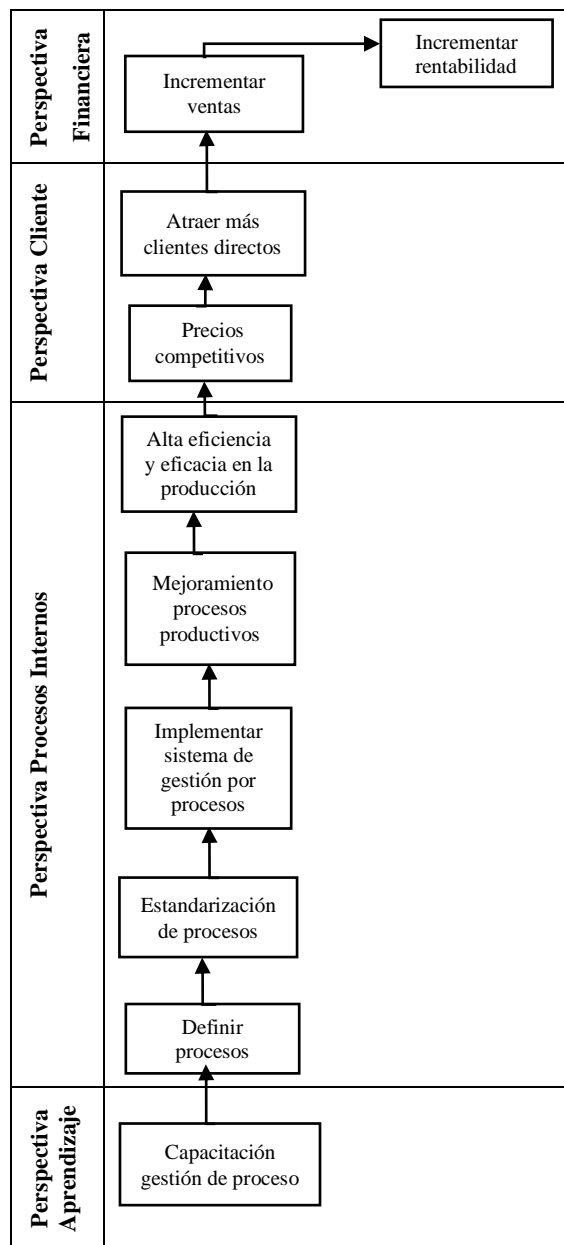 Perspectiva
Financiera
Incrementar
rentabilidad
Incrementar
ventas
Perspectiva Cliente
Atraer más
clientes directos
Precios
competitivos
Perspectiva Procesos Internos
Alta eficiencia
y eficacia en la
producción
Mejoramiento
procesos
productivos
Implementar
sistema de
gestión por
procesos
Estandarización
de procesos
Definir
procesos
Perspectiva
Aprendizaje
Capacitación
gestión de proceso